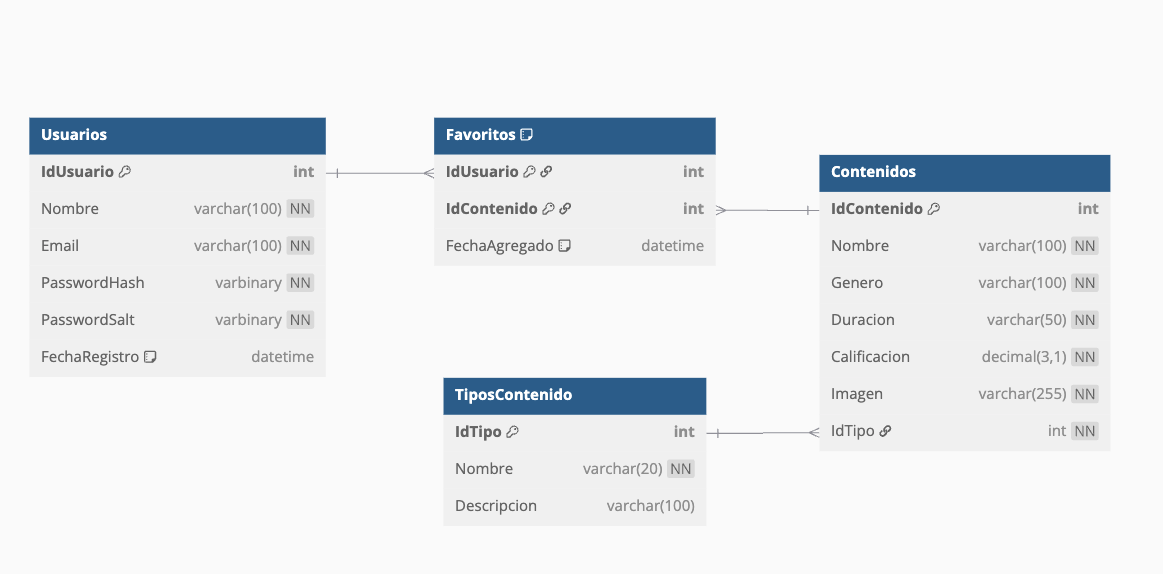 Usuarios
IdUsuario int
Nombre varchar(100) NN
Email varchar(100) NN
PasswordHash varbinary NN
PasswordSalt varbinary NN
FechaRegistro datetime
Favoritos
IdUsuario int
IdContenido int
FechaAgregado datetime
Contenidos
IdContenido int
Nombre varchar(100) NN
Genero varchar(100) NN
Duracion varchar(50) NN
Calificacion decimal(3,1) NN
Imagen varchar(255) NN
IdTipo int NN
TiposContenido
IdTipo int
Nombre varchar(20) NN
Descripcion varchar(100)